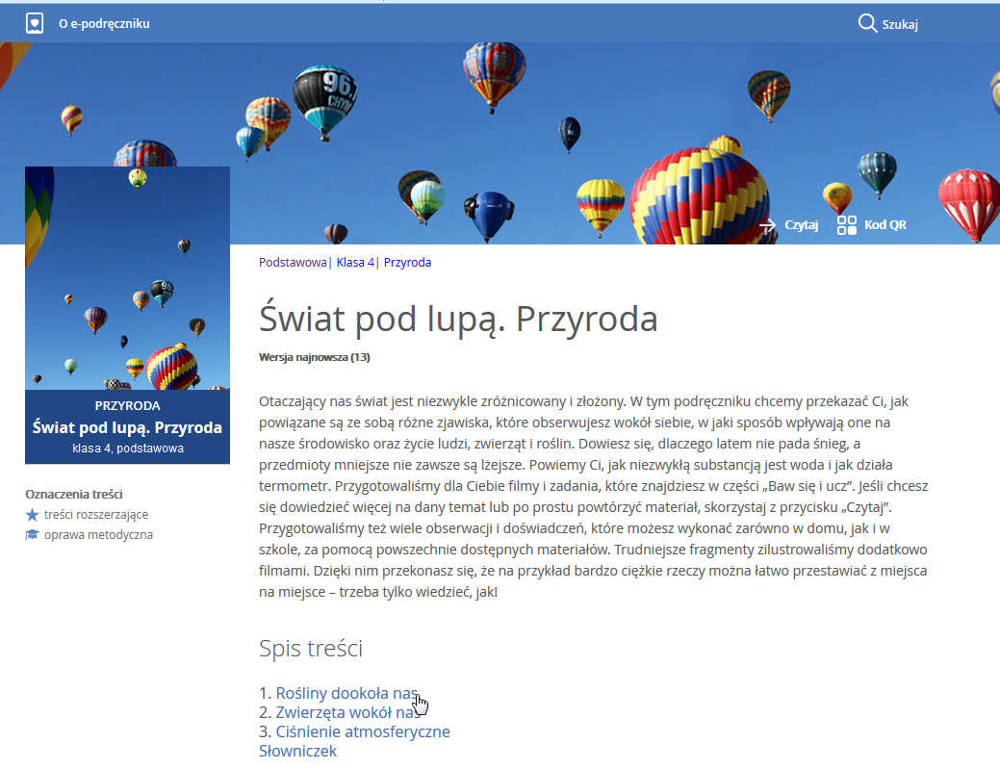 O e-podręczniku
Szukaj
96
CHYM
Czytaj
Kod QR
96
PRZYRODA
Świat pod lupą. Przyroda
klasa 4, podstawowa
Oznaczenia treści
treści rozszerzające
oprawa metodyczna
Podstawowa| Klasa 4| Przyroda
Świat pod lupą. Przyroda
Wersja najnowsza (13)
Otaczający nas świat jest niezwykle zróżnicowany i złożony. W tym podręczniku chcemy przekazać Ci, jak
powiązane są ze sobą różne zjawiska, które obserwujesz wokół siebie, w jaki sposób wpływają one na
nasze środowisko oraz życie ludzi, zwierząt i roślin. Dowiesz się, dlaczego latem nie pada śnieg, a
przedmioty mniejsze nie zawsze są lżejsze. Powiemy Ci, jak niezwykłą substancją jest woda i jak działa
termometr. Przygotowaliśmy dla Ciebie filmy i zadania, które znajdziesz w części „Baw się i ucz”. Jeśli chcesz
się dowiedzieć więcej na dany temat lub po prostu powtórzyć materiał, skorzystaj z przycisku „Czytaj”.
Przygotowaliśmy też wiele obserwacji i doświadczeń, które możesz wykonać zarówno w domu, jak i w
szkole, za pomocą powszechnie dostępnych materiałów. Trudniejsze fragmenty zilustrowaliśmy dodatkowo
filmami. Dzięki nim przekonasz się, że na przykład bardzo ciężkie rzeczy można łatwo przestawiać z miejsca
na miejsce – trzeba tylko wiedzieć, jak!
Spis treści
1. Rośliny dookoła nas
2. Zwierzęta wokół nas
3. Ciśnienie atmosferyczne
Słowniczek